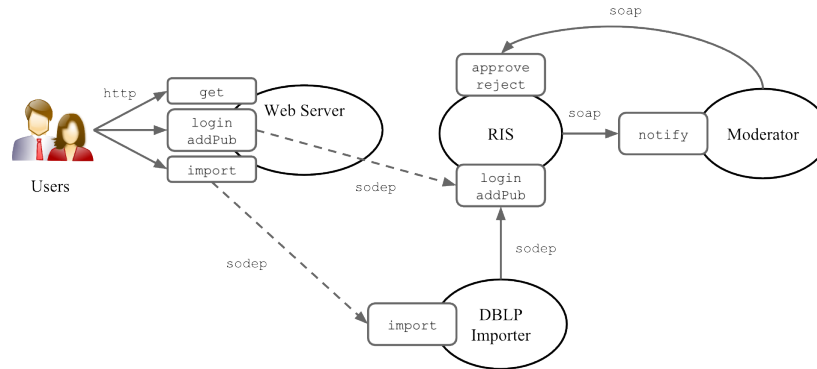 soap
approve
reject
http
get
Web Server
login
addPub
soap
RIS
notify
Moderator
import
Users
sodep
login
addPub
sodep
sodep
import
DBLP
Importer